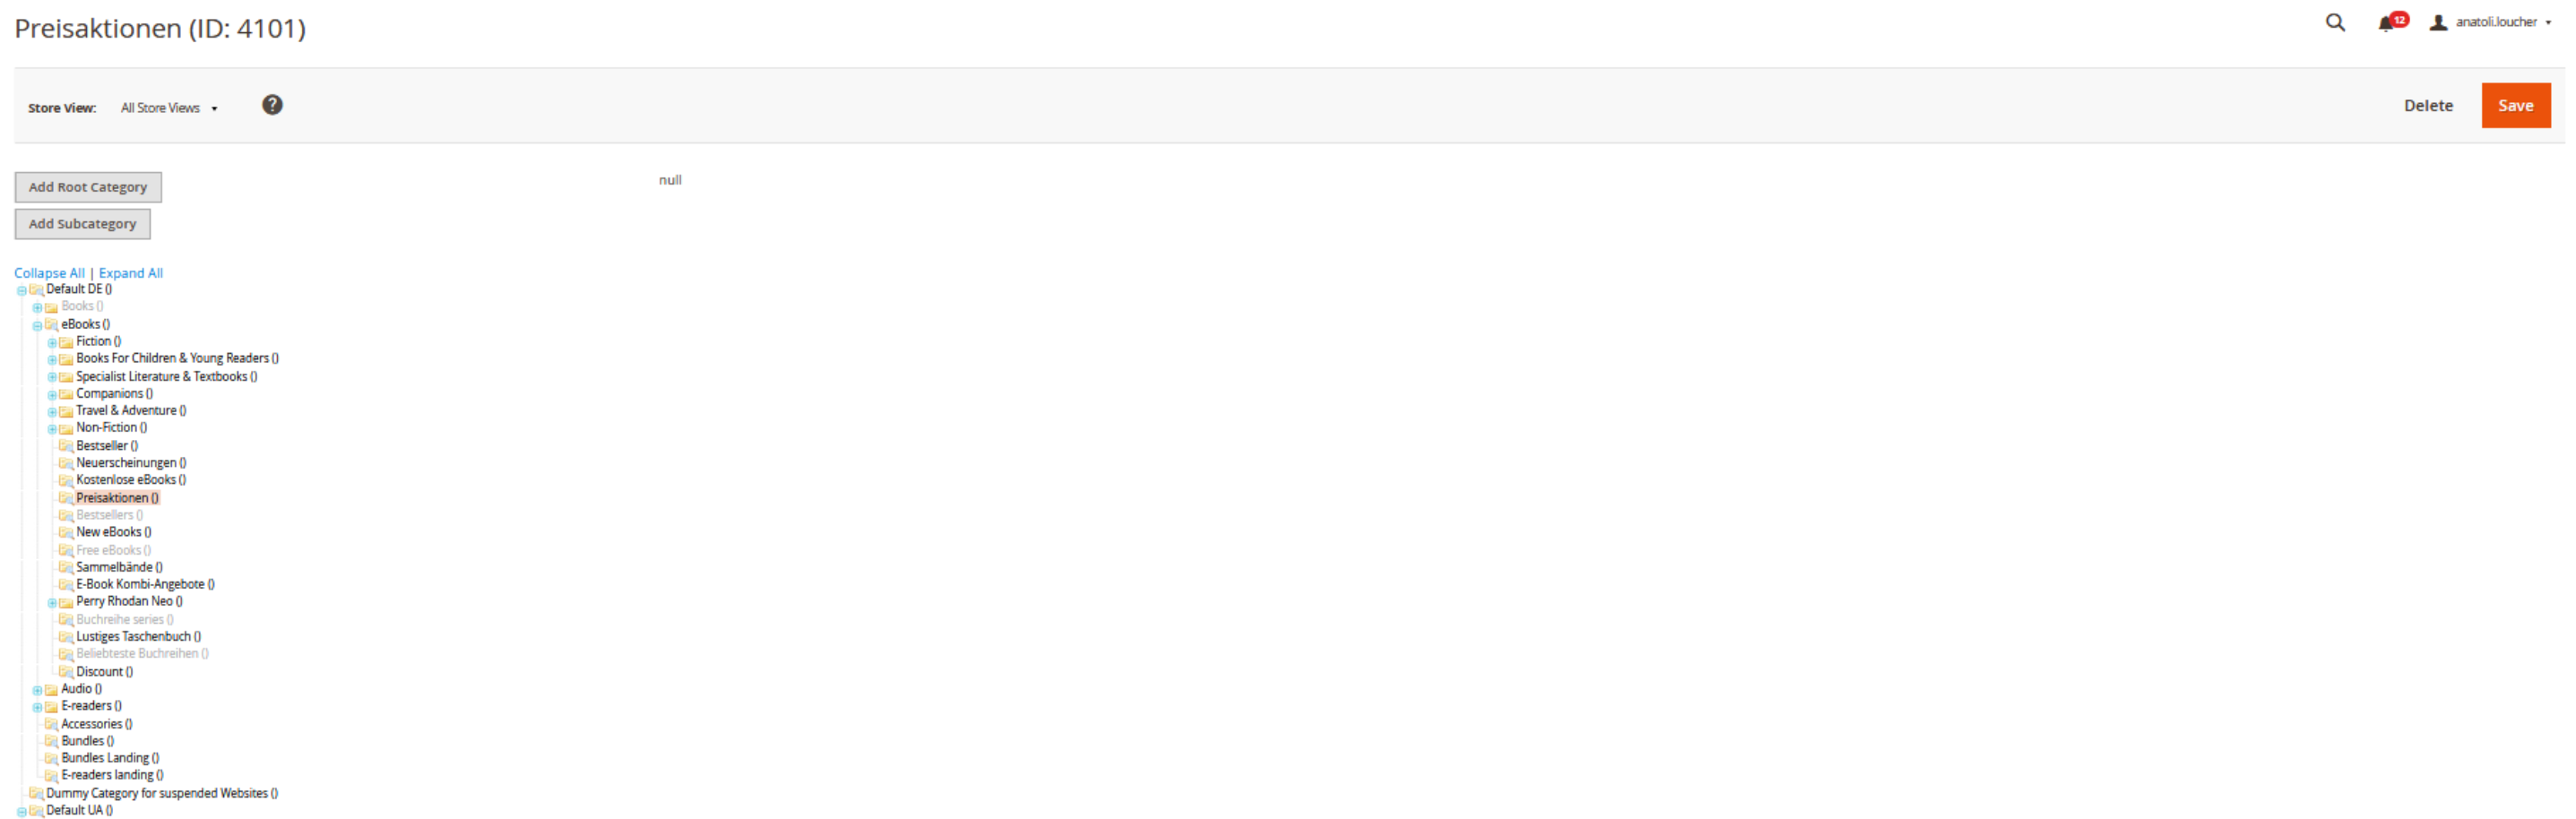 Preisaktionen (ID: 4101)
12 anatoli.loucher
Store View: All Store Views ?
Delete Save
Add Root Category
null
Add Subcategory
Collapse All | Expand All
Default DE ()
Books ()
eBooks ()
Fiction ()
Books For Children & Young Readers ()
Specialist Literature & Textbooks ()
Companions ()
Travel & Adventure ()
Non-Fiction ()
Bestseller ()
Neuerscheinungen ()
Kostenlose eBooks ()
Preisaktionen ()
Bestsellers ()
New eBooks ()
Free eBooks ()
Sammelbände ()
E-Book Kombi-Angebote ()
Perry Rhodan Neo ()
Buchreihe series ()
Lustiges Taschenbuch ()
Beliebteste Buchreihen ()
Discount ()
Audio ()
E-readers ()
Accessories ()
Bundles ()
Bundles Landing ()
E-readers landing ()
Dummy Category for suspended Websites ()
Default UA ()